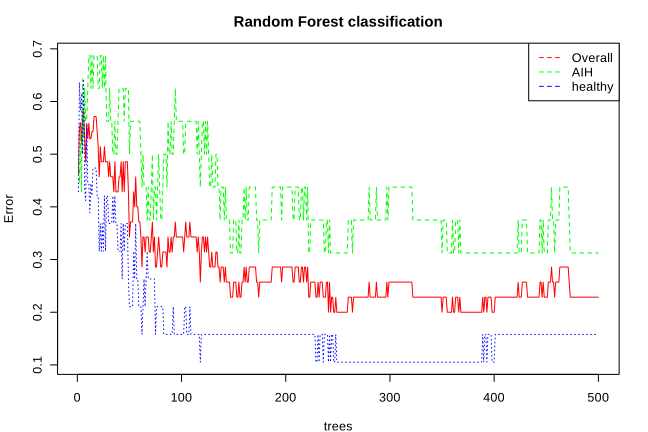 Random Forest classification
Error
0.7
0.6
0.5
0.4
0.3
0.2
0.1
Overall
AIH
healthy
0 100 200 300 400 500
trees